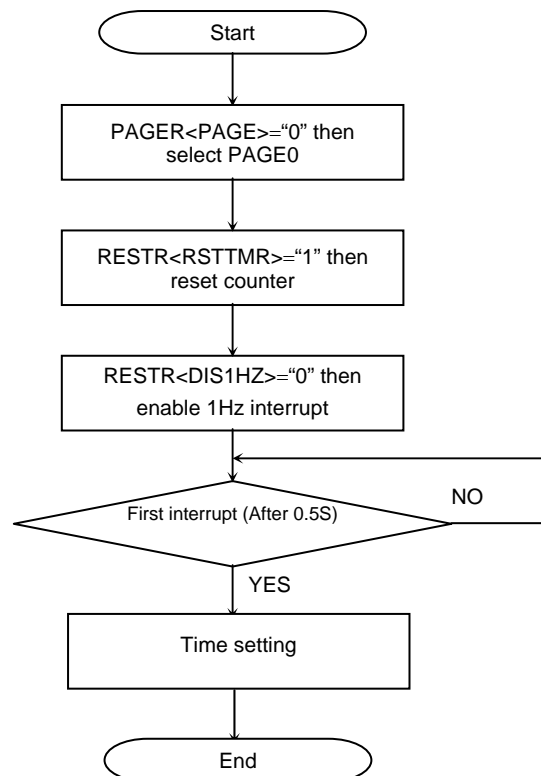 Start
PAGER<PAGE>=“0” then
select PAGE0
RESTR<RSTTMR>=“1” then
reset counter
RESTR<DIS1HZ>=“0” then
enable 1Hz interrupt
First interrupt (After 0.5S)
NO
YES
Time setting
End